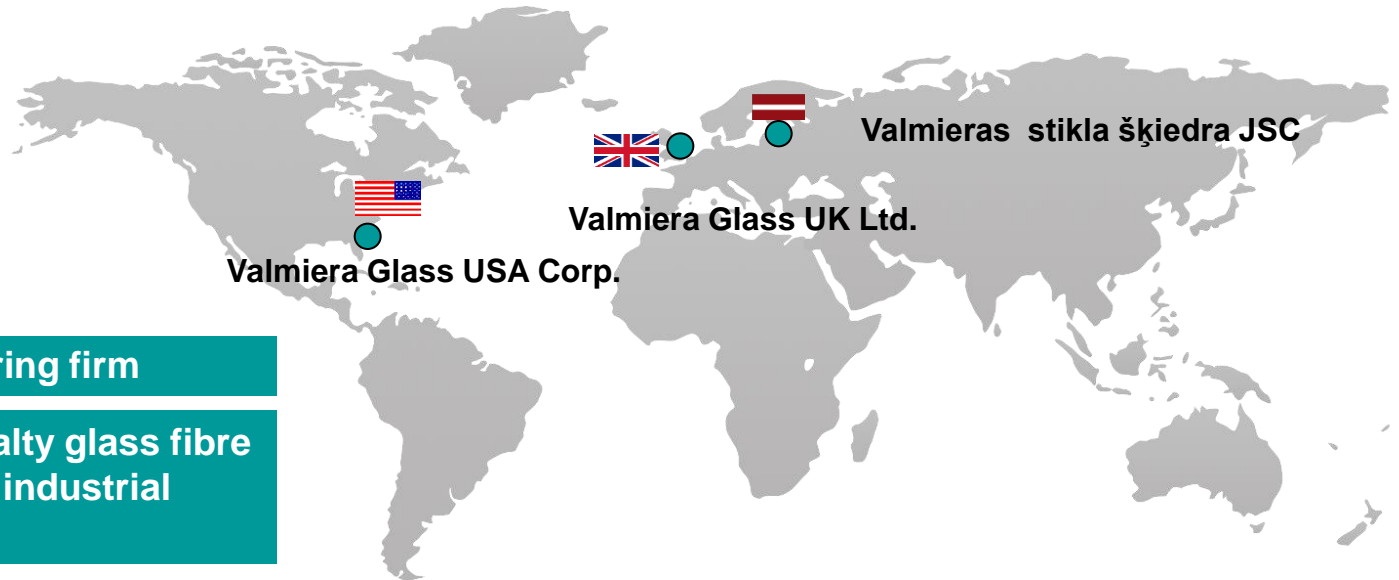 Valmieras  stikla šķiedra JSC
Valmiera Glass UK Ltd.
Valmiera Glass USA Corp.
ring firm
alty glass fibre
industrial